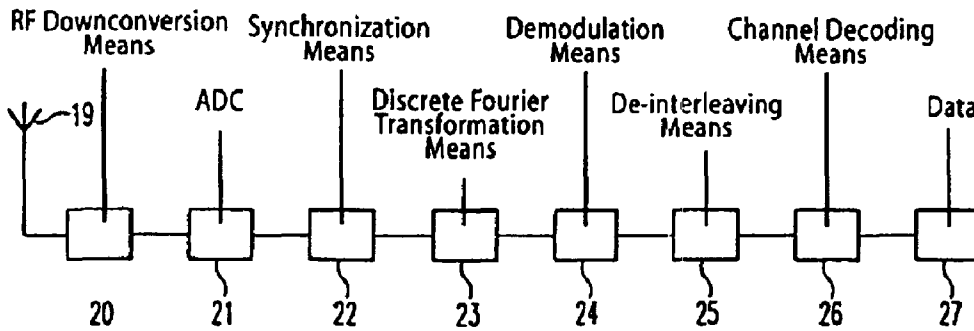 RF Downconversion
Means
Synchronization
Means
Demodulation
Means
Channel Decoding
Means
19
ADC
Discrete Fourier
Transformation
Means
De-interleaving
Means
Data
20
21
22
23
24
25
26
27